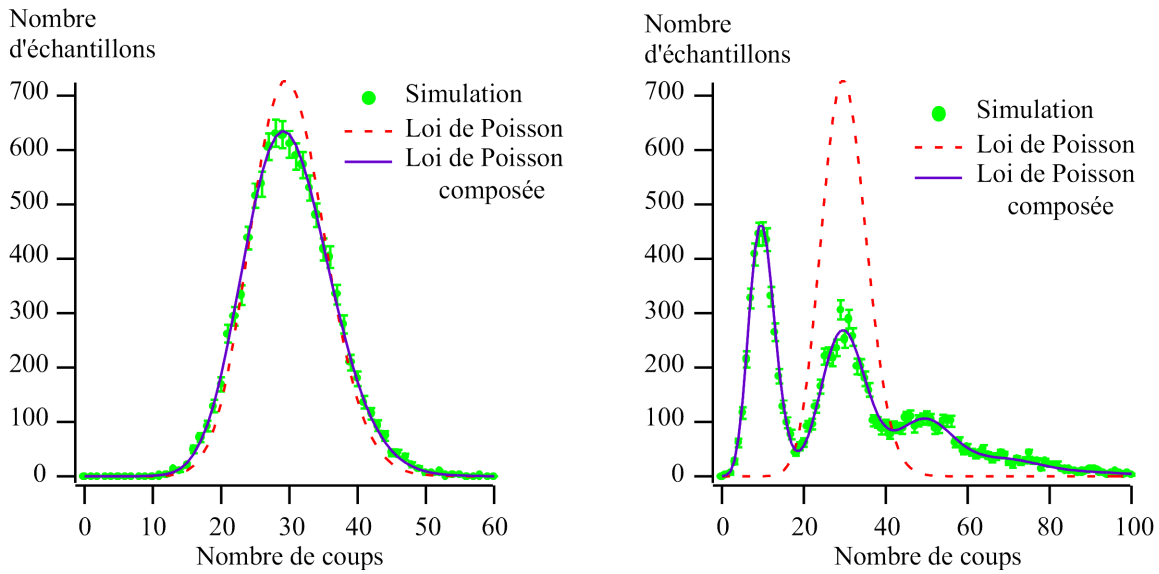 Nombre
d'échantillons
700
600
500
400
300
200
100
0
0 10 20 30 40 50 60
Nombre de coups
Simulation
Loi de Poisson
Loi de Poisson
composée
Nombre
d'échantillons
700
600
500
400
300
200
100
0
0 20 40 60 80 100
Nombre de coups
Simulation
Loi de Poisson
Loi de Poisson
composée